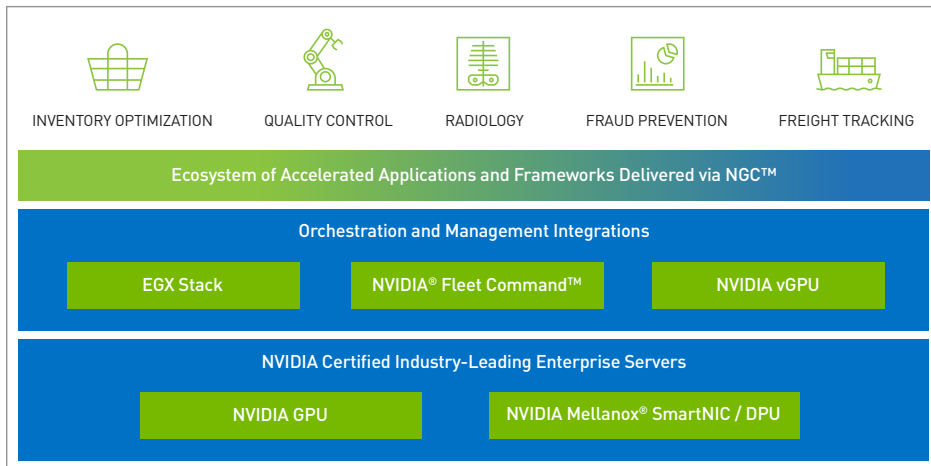 INVENTORY OPTIMIZATION
QUALITY CONTROL
RADIOLOGY
FRAUD PREVENTION
FREIGHT TRACKING
Ecosystem of Accelerated Applications and Frameworks Delivered via NGC™
Orchestration and Management Integrations
EGX Stack
NVIDIA® Fleet Command™
NVIDIA vGPU
NVIDIA Certified Industry-Leading Enterprise Servers
NVIDIA GPU
NVIDIA Mellanox® SmartNIC / DPU